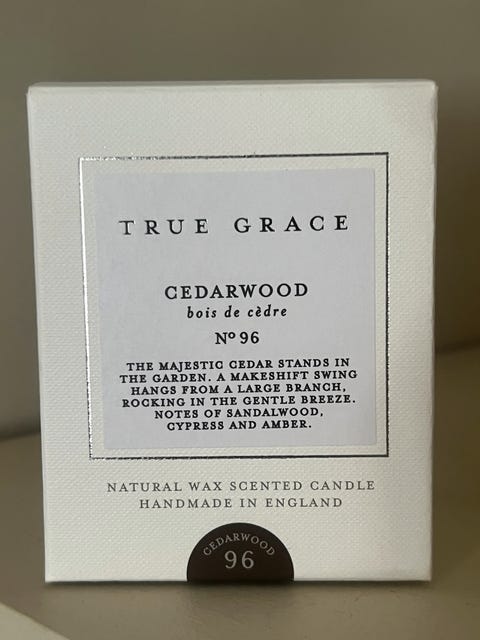 TRUE GRACE
CEDARWOOD
bois de cèdre
Nº 96
THE MAJESTIC CEDAR STANDS IN
THE GARDEN. A MAKESHIFT SWING
HANGS FROM A LARGE BRANCH,
ROCKING IN THE GENTLE BREEZE.
NOTES OF SANDALWOOD,
CYPRESS AND AMBER.
NATURAL WAX SCENTED CANDLE
HANDMADE IN ENGLAND
CEDARWOOD
96